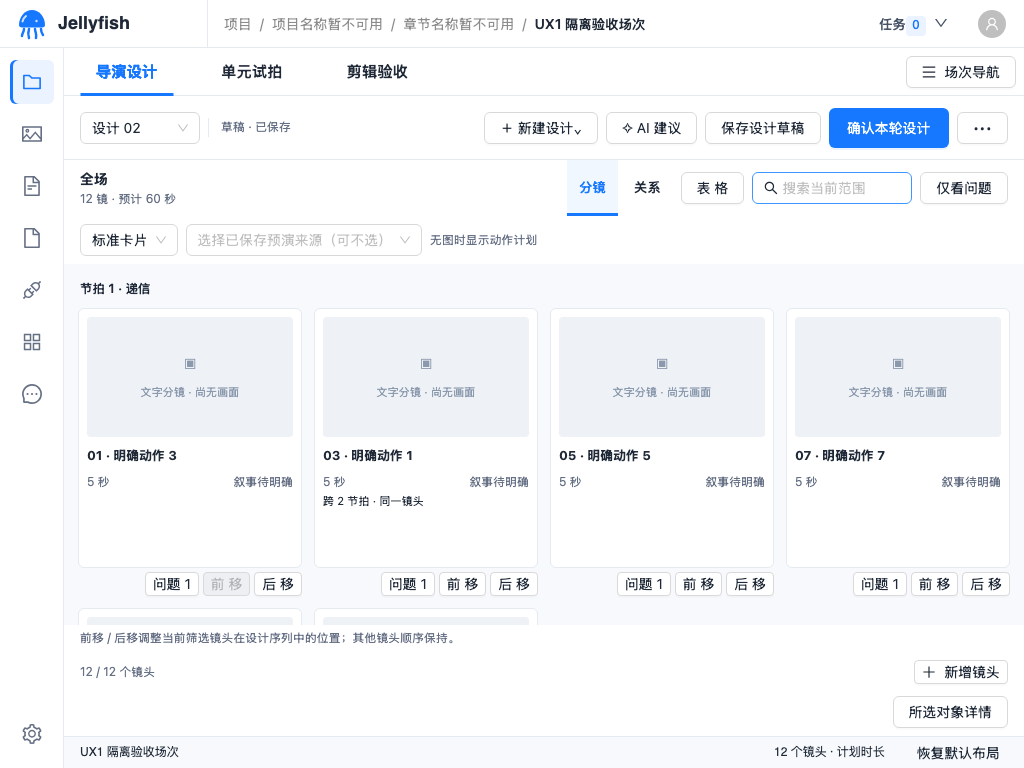 Jellyfish
项目 / 项目名称暂不可用 / 章节名称暂不可用 / UX1 隔离验收场次
任务 0
导演设计 单元试拍 剪辑验收
场次导航
设计 02
草稿 · 已保存
新建设计
AI 建议
保存设计草稿
确认本轮设计
全场
12 镜 · 预计 60 秒
分镜 关系 表 格 搜索当前范围 仅看问题
标准卡片 选择已保存预演来源（可不选） 无图时显示动作计划
节拍 1 · 递信
文字分镜 · 尚无画面
01 · 明确动作 3
5 秒 叙事待明确
问题 1 前 移 后 移
文字分镜 · 尚无画面
03 · 明确动作 1
5 秒 叙事待明确
跨 2 节拍 · 同一镜头
问题 1 前 移 后 移
文字分镜 · 尚无画面
05 · 明确动作 5
5 秒 叙事待明确
问题 1 前 移 后 移
文字分镜 · 尚无画面
07 · 明确动作 7
5 秒 叙事待明确
问题 1 前 移 后 移
前移 / 后移调整当前筛选镜头在设计序列中的位置；其他镜头顺序保持。
12 / 12 个镜头
新增镜头
所选对象详情
UX1 隔离验收场次
12 个镜头 · 计划时长
恢复默认布局